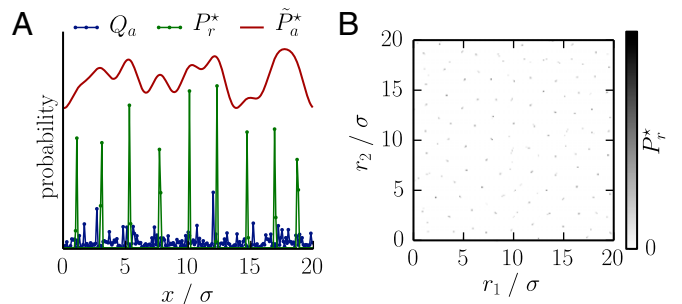 A
Q_a P_r^⋆ P̃_a^⋆
probability
0 5 10 15 20
x / σ
B
20
15
10
5
0
r_2 / σ
0 5 10 15 20
r_1 / σ
P_r^⋆
0